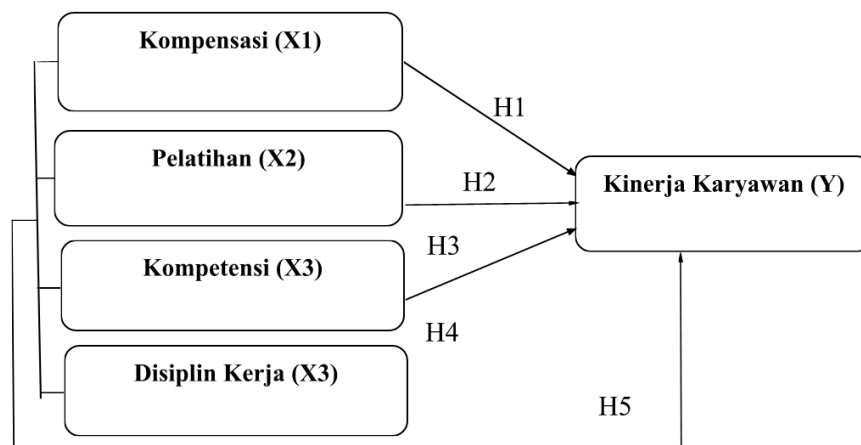 Kompensasi (X1)
H1
Pelatihan (X2)
H2
Kinerja Karyawan (Y)
H3
Kompetensi (X3)
H4
Disiplin Kerja (X3)
H5